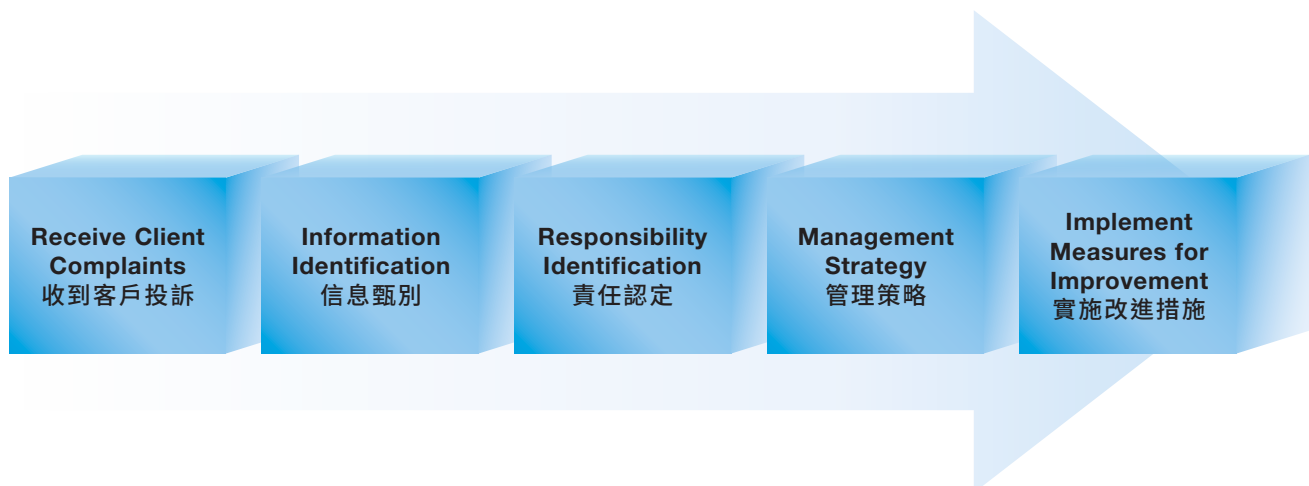 Receive Client
Complaints
收到客戶投訴
Information
Identification
信息甄別
Responsibility
Identification
責任認定
Management
Strategy
管理策略
Implement
Measures for
Improvement
實施改進措施